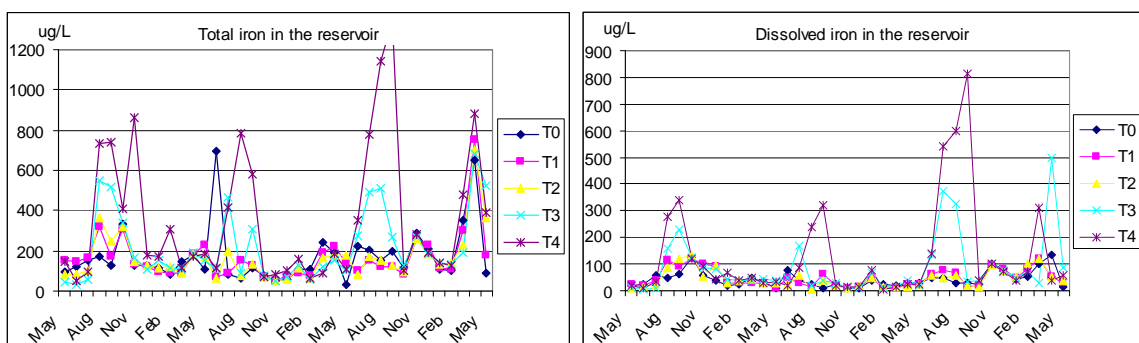 ug/L
Total iron in the reservoir
1200
1000
800
600
400
200
0
May Aug Nov Feb May Aug Nov Feb May Aug Nov Feb May
T0
T1
T2
T3
T4
ug/L
Dissolved iron in the reservoir
900
800
700
600
500
400
300
200
100
0
May Aug Nov Feb May Aug Nov Feb May Aug Nov Feb May
T0
T1
T2
T3
T4